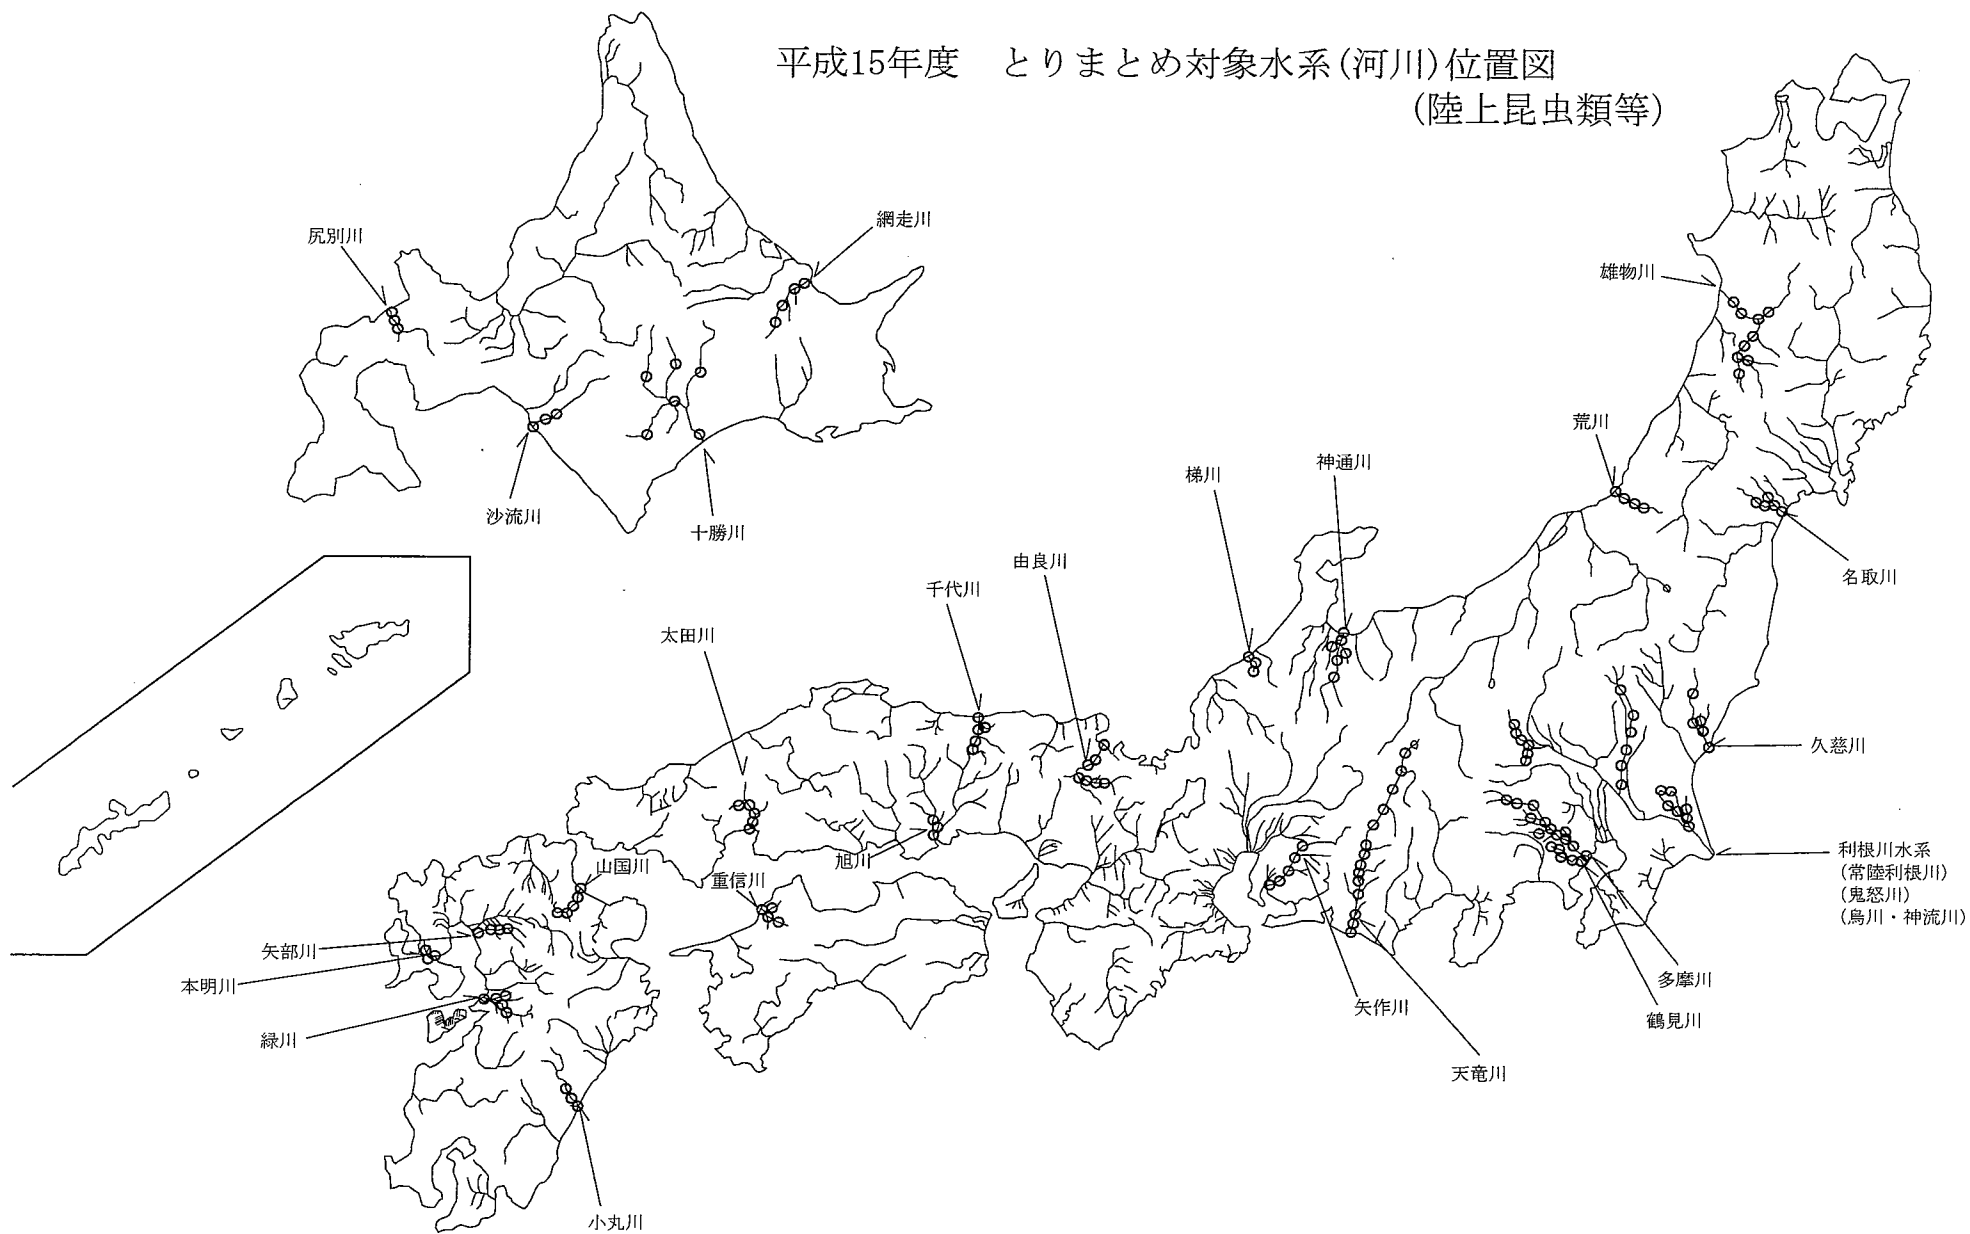 平成15年度　とりまとめ対象水系(河川)位置図
(陸上昆虫類等)
尻別川
網走川
沙流川
十勝川
雄物川
荒川
名取川
梯川
神通川
由良川
千代川
太田川
久慈川
利根川水系
(常陸利根川)
(鬼怒川)
(烏川・神流川)
旭川
山国川
重信川
矢部川
本明川
緑川
小丸川
多摩川
鶴見川
矢作川
天竜川